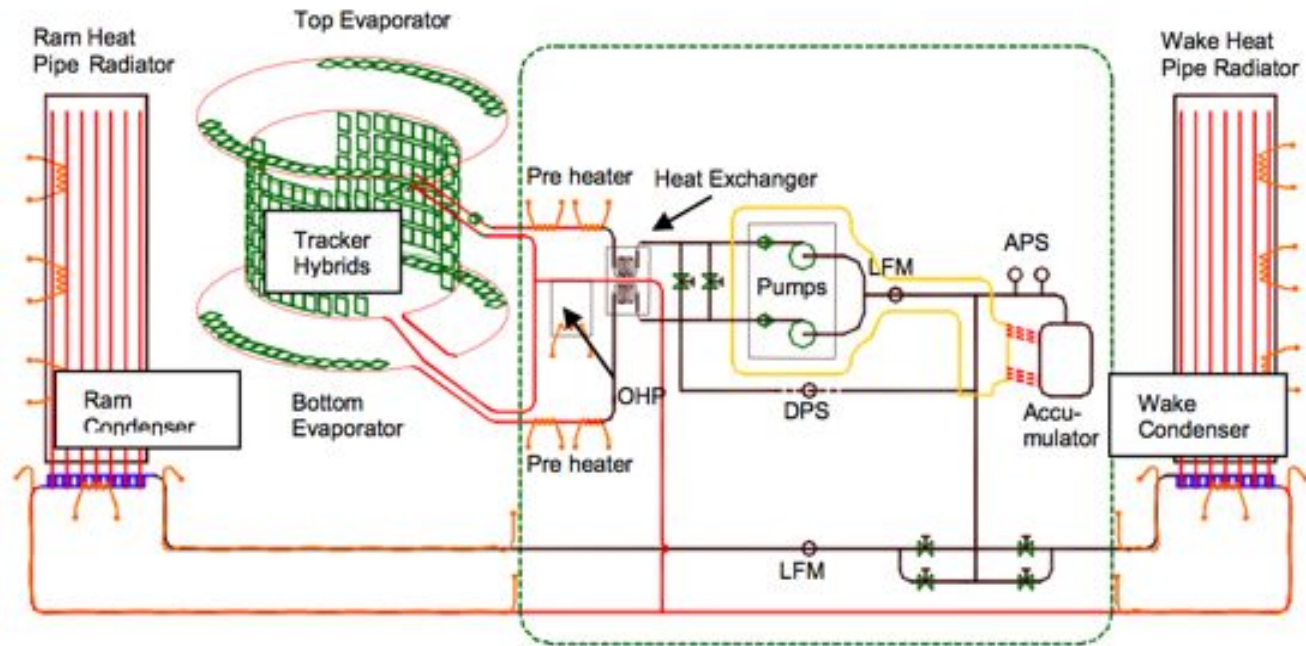 Top Evaporator
Ram Heat
Pipe Radiator
Wake Heat
Pipe Radiator
Pre heater
Heat Exchanger
Tracker
Hybrids
Pumps
LFM
APS
Ram
Condenser
Bottom
Evaporator
OHP
DPS
Accu-
mulator
Wake
Condenser
Pre heater
LFM